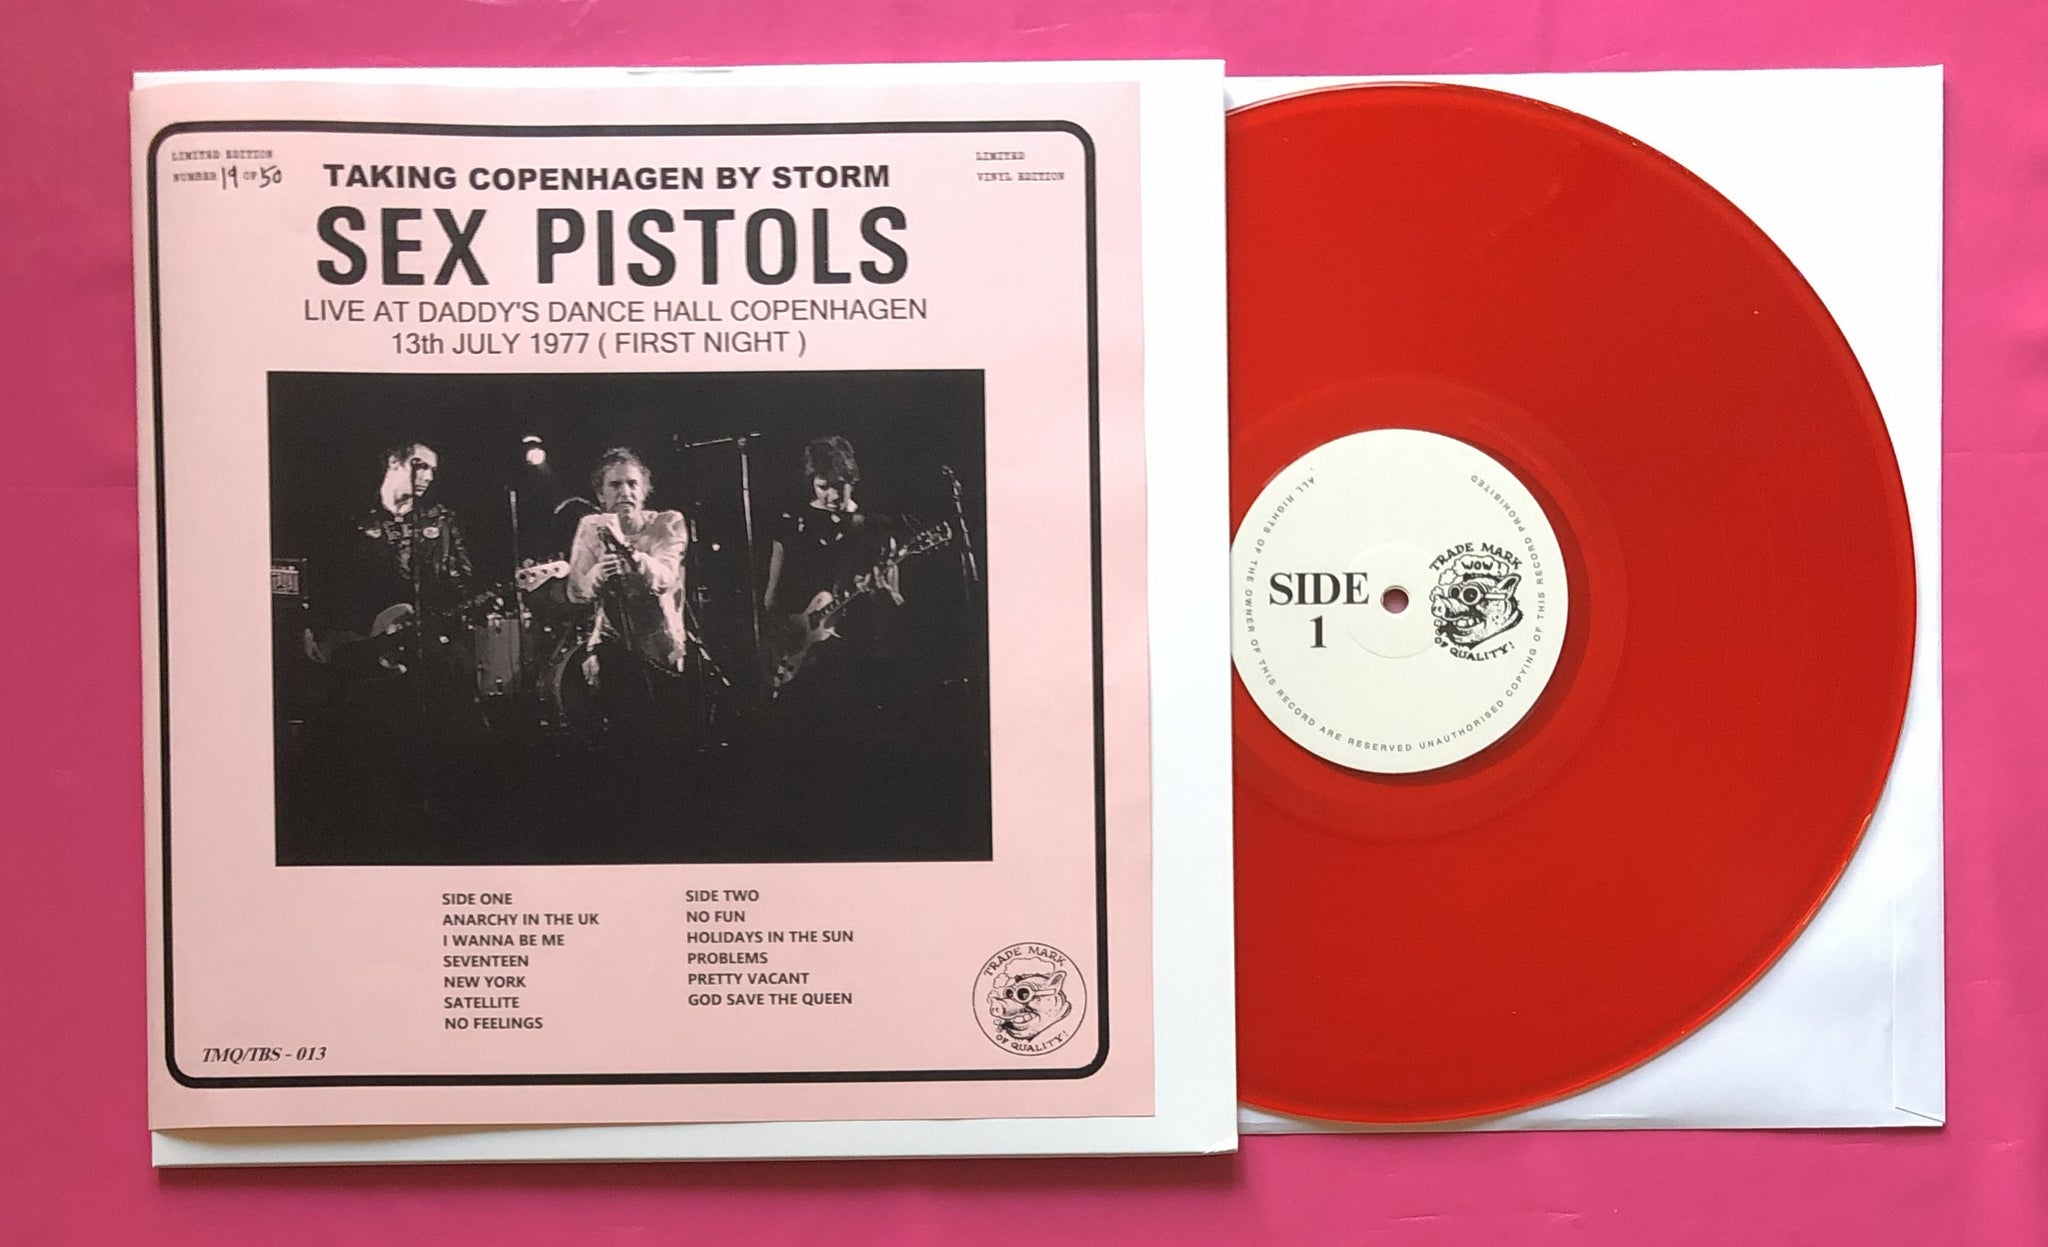 LIMITED EDITION
NUMBER 19 OF 50
LIMITED
VINYL EDITION
TAKING COPENHAGEN BY STORM
SEX PISTOLS
LIVE AT DADDY'S DANCE HALL COPENHAGEN
13th JULY 1977 ( FIRST NIGHT )
SIDE ONE
ANARCHY IN THE UK
I WANNA BE ME
SEVENTEEN
NEW YORK
SATELLITE
NO FEELINGS
SIDE TWO
NO FUN
HOLIDAYS IN THE SUN
PROBLEMS
PRETTY VACANT
GOD SAVE THE QUEEN
TMQ/TBS - 013
TRADE MARK
OF QUALITY!
SIDE
1
TRADE MARK
WOW!
OF QUALITY!
ALL RIGHTS OF THE OWNER OF THIS RECORD ARE RESERVED UNAUTHORISED COPYING OF THIS RECORD PROHIBITED